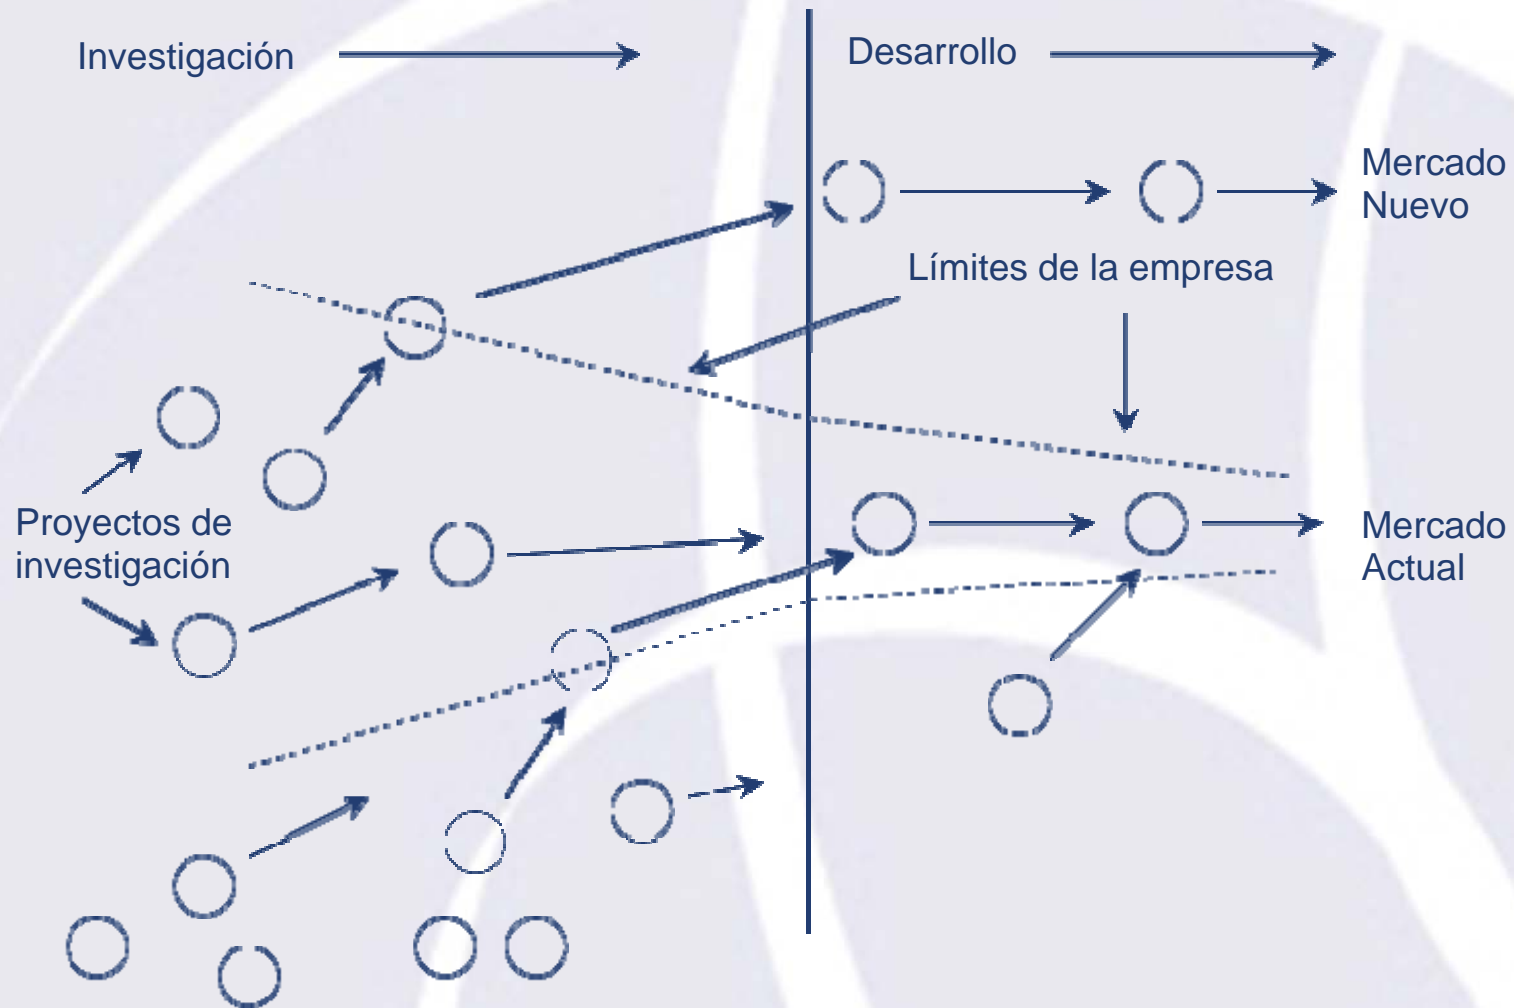 Investigación
Desarrollo
Mercado
Nuevo
Límites de la empresa
Proyectos de
investigación
Mercado
Actual